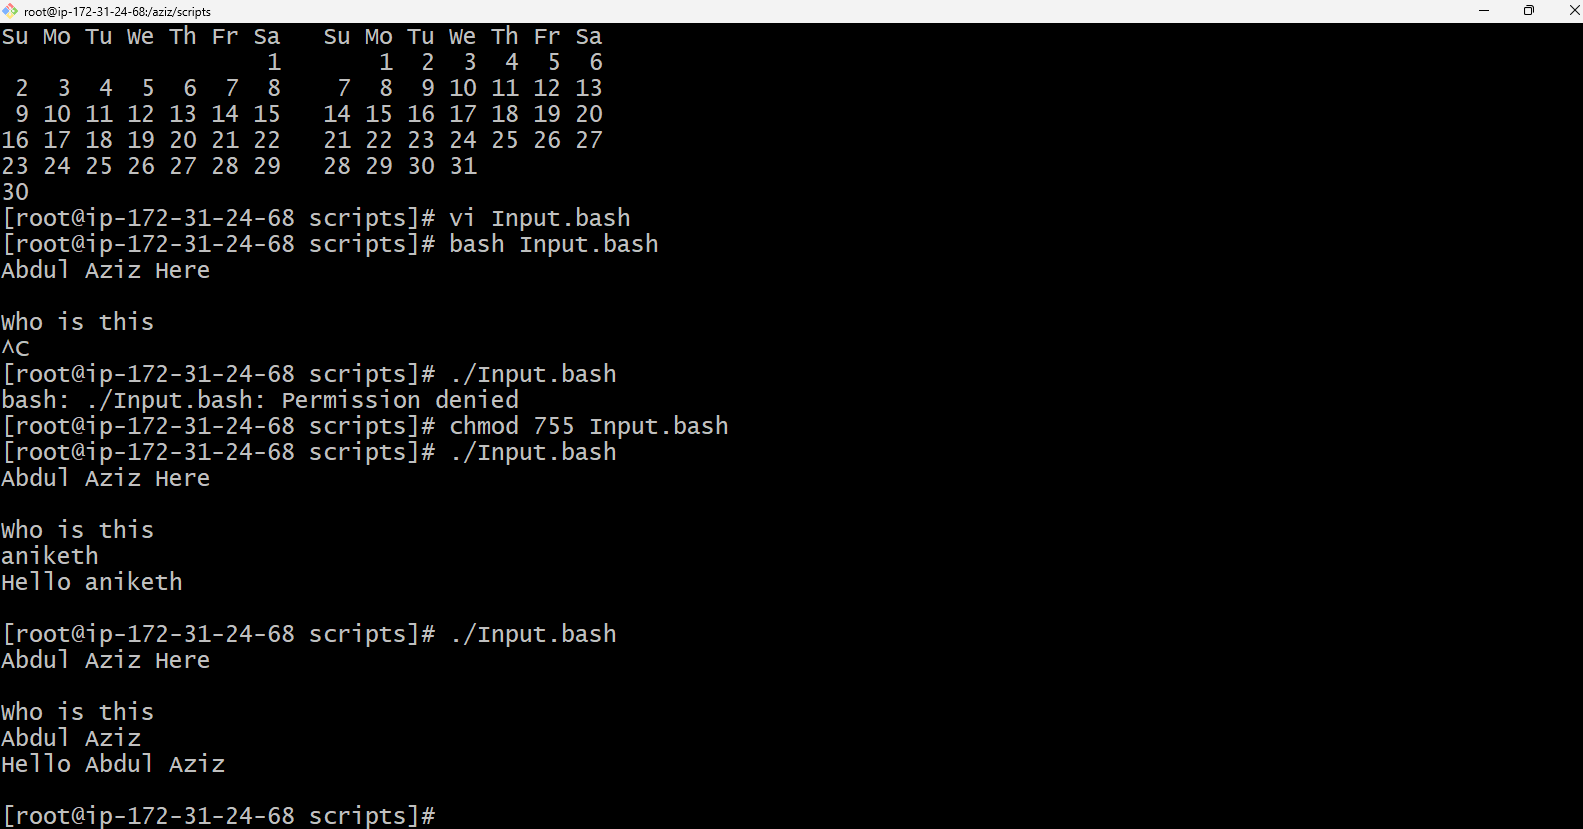 root@ip-172-31-24-68:/aziz/scripts
Su Mo Tu We Th Fr Sa   Su Mo Tu We Th Fr Sa
                   1       1  2  3  4  5  6
 2  3  4  5  6  7  8    7  8  9 10 11 12 13
 9 10 11 12 13 14 15   14 15 16 17 18 19 20
16 17 18 19 20 21 22   21 22 23 24 25 26 27
23 24 25 26 27 28 29   28 29 30 31
30
[root@ip-172-31-24-68 scripts]# vi Input.bash
[root@ip-172-31-24-68 scripts]# bash Input.bash
Abdul Aziz Here

Who is this
^C
[root@ip-172-31-24-68 scripts]# ./Input.bash
bash: ./Input.bash: Permission denied
[root@ip-172-31-24-68 scripts]# chmod 755 Input.bash
[root@ip-172-31-24-68 scripts]# ./Input.bash
Abdul Aziz Here

Who is this
aniketh
Hello aniketh

[root@ip-172-31-24-68 scripts]# ./Input.bash
Abdul Aziz Here

Who is this
Abdul Aziz
Hello Abdul Aziz

[root@ip-172-31-24-68 scripts]#